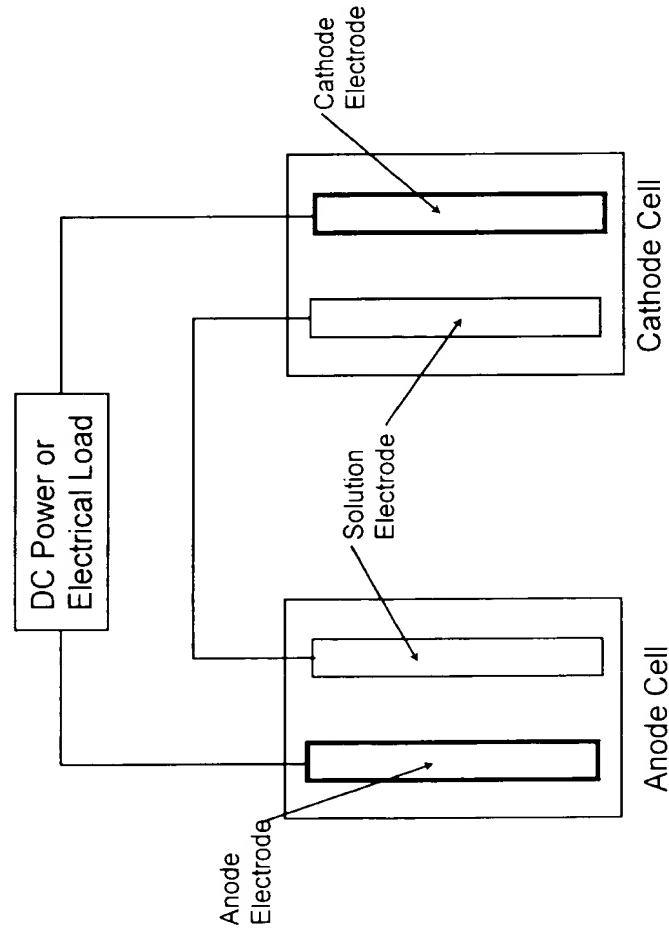 DC Power or
Electrical Load
Anode
Electrode
Solution
Electrode
Cathode
Electrode
Anode Cell
Cathode Cell